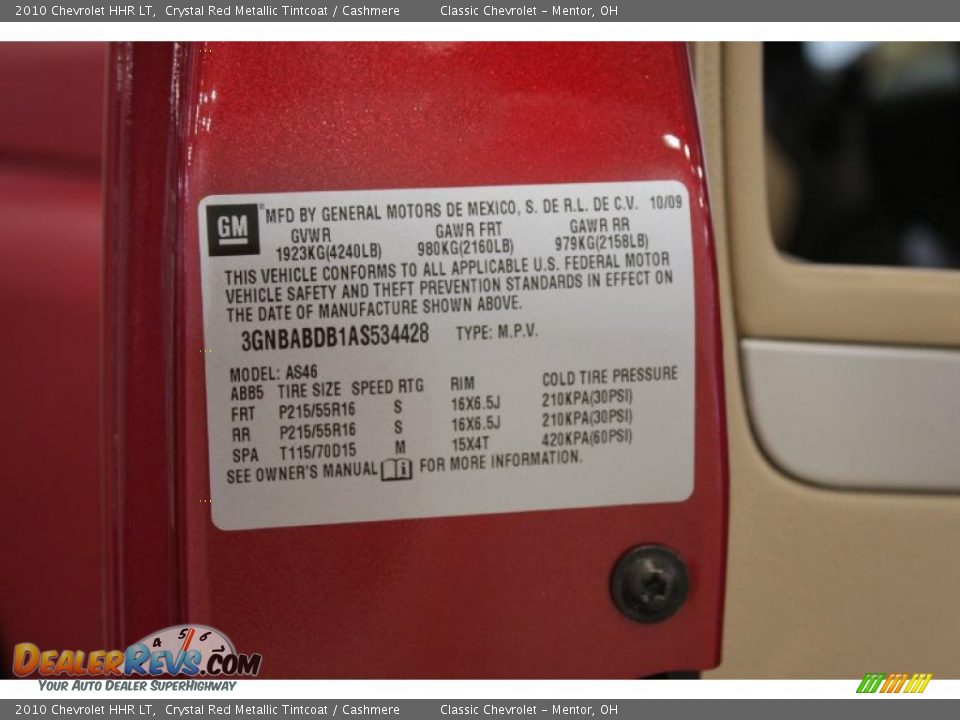 2010 Chevrolet HHR LT, Crystal Red Metallic Tintcoat / Cashmere Classic Chevrolet - Mentor, OH
GM® MFD BY GENERAL MOTORS DE MEXICO, S. DE R.L. DE C.V. 10/09
GVWR GAWR FRT GAWR RR
1923KG(4240LB) 980KG(2160LB) 979KG(2158LB)
THIS VEHICLE CONFORMS TO ALL APPLICABLE U.S. FEDERAL MOTOR
VEHICLE SAFETY AND THEFT PREVENTION STANDARDS IN EFFECT ON
THE DATE OF MANUFACTURE SHOWN ABOVE.
3GNBABDB1AS534428 TYPE: M.P.V.
MODEL: AS46
ABB5 TIRE SIZE SPEED RTG RIM COLD TIRE PRESSURE
FRT P215/55R16 S 16X6.5J 210KPA(30PSI)
RR P215/55R16 S 16X6.5J 210KPA(30PSI)
SPA T115/70D15 M 15X4T 420KPA(60PSI)
SEE OWNER'S MANUAL i FOR MORE INFORMATION.
4 5 6
DEALERREVS.COM
YOUR AUTO DEALER SUPERHIGHWAY
2010 Chevrolet HHR LT, Crystal Red Metallic Tintcoat / Cashmere Classic Chevrolet - Mentor, OH